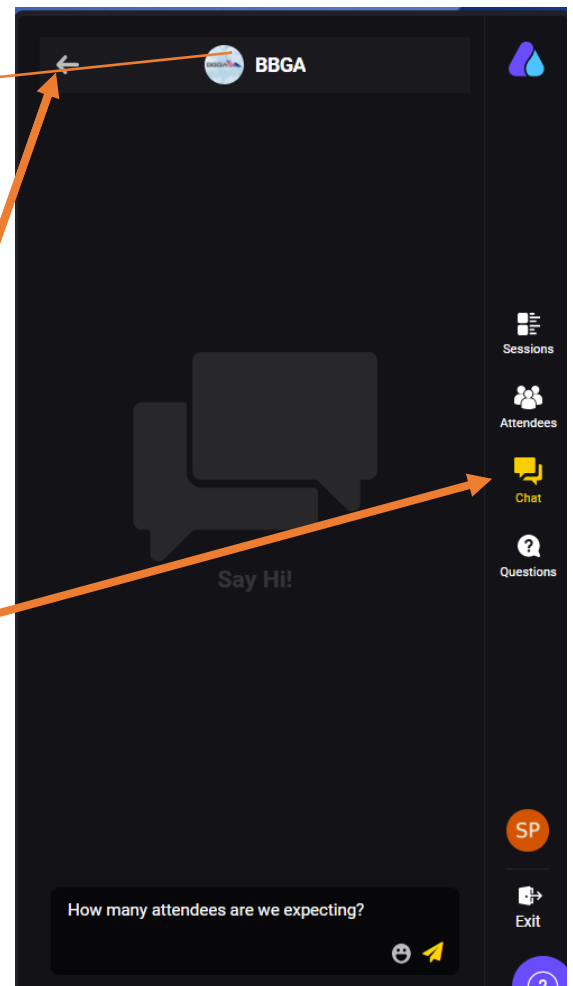 BBGA
Sessions
Attendees
Chat
Questions
Say Hi!
SP
How many attendees are we expecting?
Exit